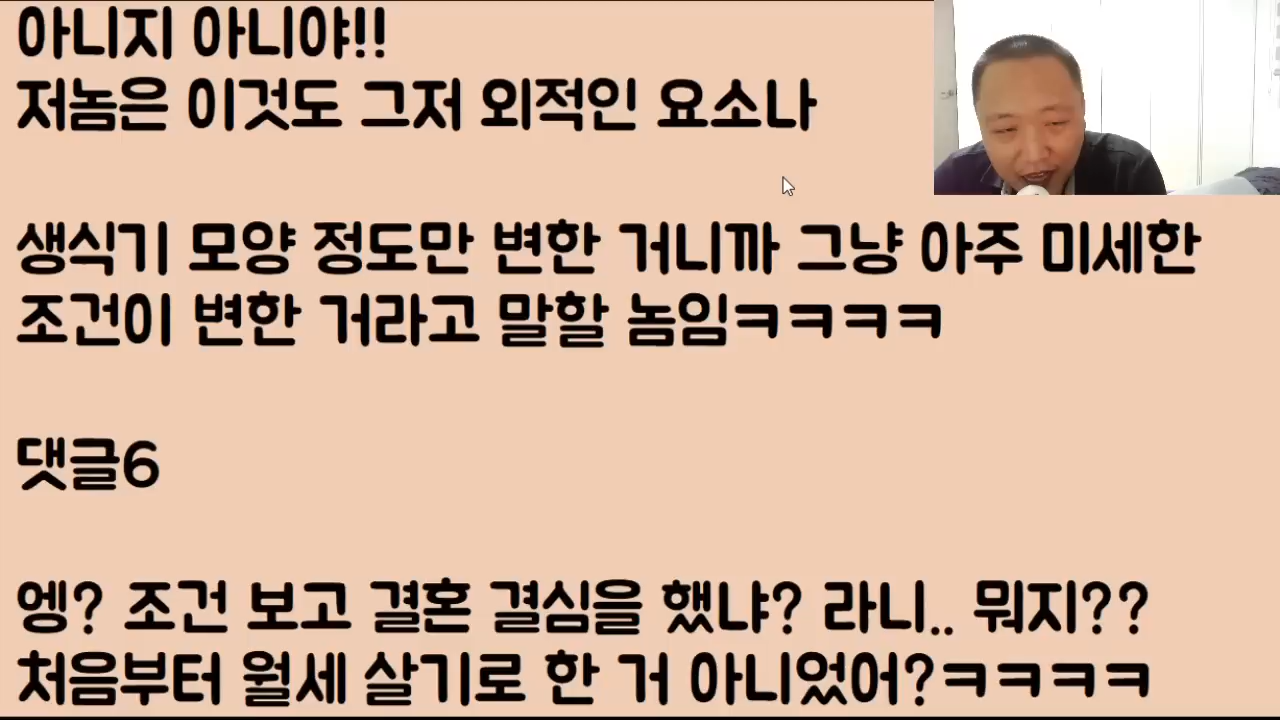 아니지 아니야!!
저놈은 이것도 그저 외적인 요소나
생식기 모양 정도만 변한 거니까 그냥 아주 미세한
조건이 변한 거라고 말할 놈임ㅋㅋㅋㅋ
댓글6
엥? 조건 보고 결혼 결심을 했냐? 라니.. 뭐지??
처음부터 월세 살기로 한 거 아니었어?ㅋㅋㅋㅋ